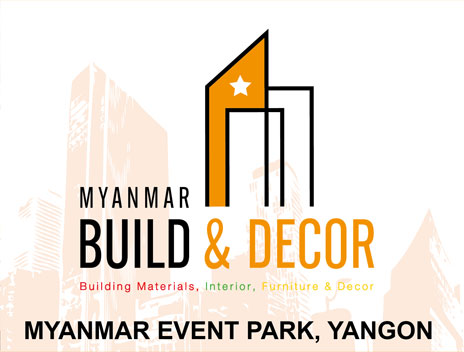 MYANMAR
BUILD & DECOR
Building Materials, Interior, Furniture & Decor
MYANMAR EVENT PARK, YANGON